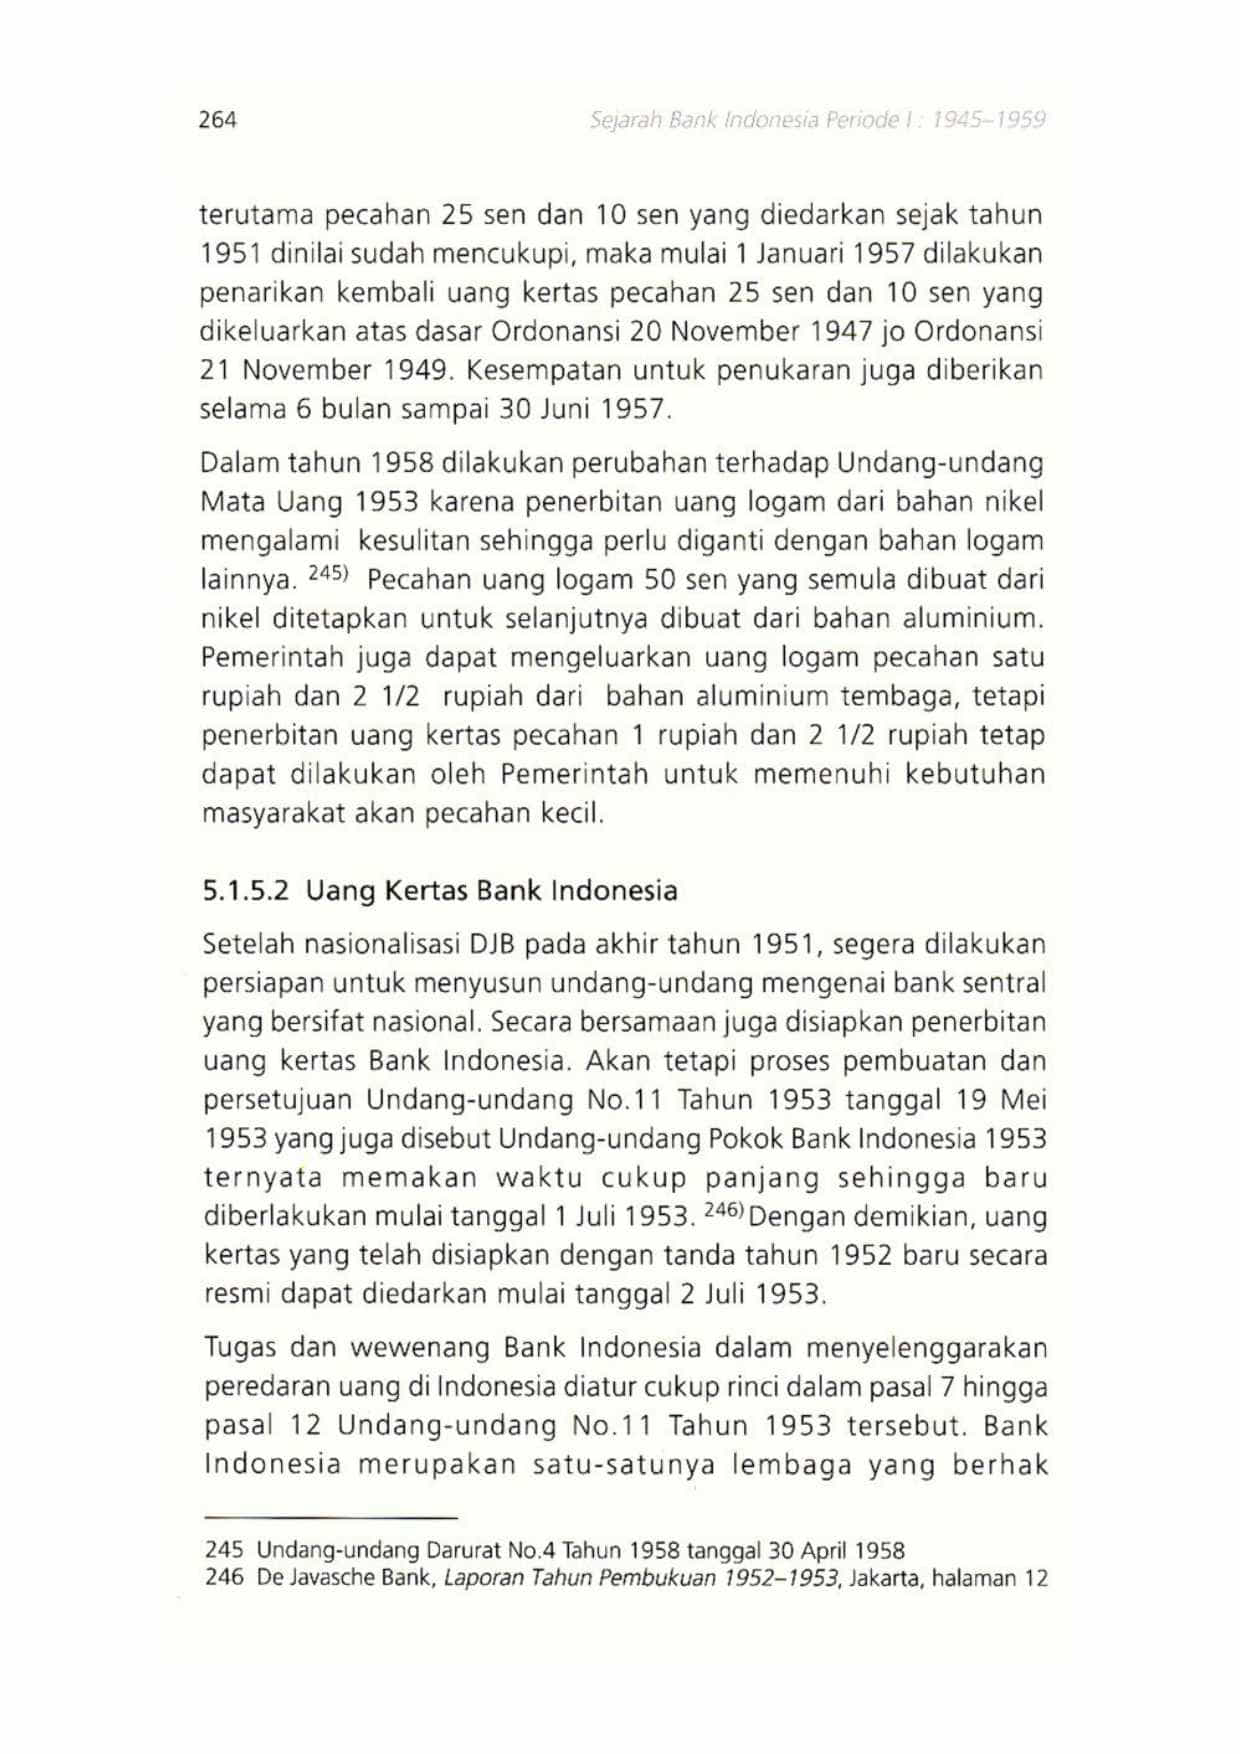 264
Sejarah Bank Indonesia Periode I : 1945–1959
terutama pecahan 25 sen dan 10 sen yang diedarkan sejak tahun
1951 dinilai sudah mencukupi, maka mulai 1 Januari 1957 dilakukan
penarikan kembali uang kertas pecahan 25 sen dan 10 sen yang
dikeluarkan atas dasar Ordonansi 20 November 1947 jo Ordonansi
21 November 1949. Kesempatan untuk penukaran juga diberikan
selama 6 bulan sampai 30 Juni 1957.
Dalam tahun 1958 dilakukan perubahan terhadap Undang-undang
Mata Uang 1953 karena penerbitan uang logam dari bahan nikel
mengalami kesulitan sehingga perlu diganti dengan bahan logam
lainnya. 245) Pecahan uang logam 50 sen yang semula dibuat dari
nikel ditetapkan untuk selanjutnya dibuat dari bahan aluminium.
Pemerintah juga dapat mengeluarkan uang logam pecahan satu
rupiah dan 2 1/2 rupiah dari bahan aluminium tembaga, tetapi
penerbitan uang kertas pecahan 1 rupiah dan 2 1/2 rupiah tetap
dapat dilakukan oleh Pemerintah untuk memenuhi kebutuhan
masyarakat akan pecahan kecil.
5.1.5.2 Uang Kertas Bank Indonesia
Setelah nasionalisasi DJB pada akhir tahun 1951, segera dilakukan
persiapan untuk menyusun undang-undang mengenai bank sentral
yang bersifat nasional. Secara bersamaan juga disiapkan penerbitan
uang kertas Bank Indonesia. Akan tetapi proses pembuatan dan
persetujuan Undang-undang No.11 Tahun 1953 tanggal 19 Mei
1953 yang juga disebut Undang-undang Pokok Bank Indonesia 1953
ternyata memakan waktu cukup panjang sehingga baru
diberlakukan mulai tanggal 1 Juli 1953. 246) Dengan demikian, uang
kertas yang telah disiapkan dengan tanda tahun 1952 baru secara
resmi dapat diedarkan mulai tanggal 2 Juli 1953.
Tugas dan wewenang Bank Indonesia dalam menyelenggarakan
peredaran uang di Indonesia diatur cukup rinci dalam pasal 7 hingga
pasal 12 Undang-undang No.11 Tahun 1953 tersebut. Bank
Indonesia merupakan satu-satunya lembaga yang berhak
245 Undang-undang Darurat No.4 Tahun 1958 tanggal 30 April 1958
246 De Javasche Bank, Laporan Tahun Pembukuan 1952–1953, Jakarta, halaman 12